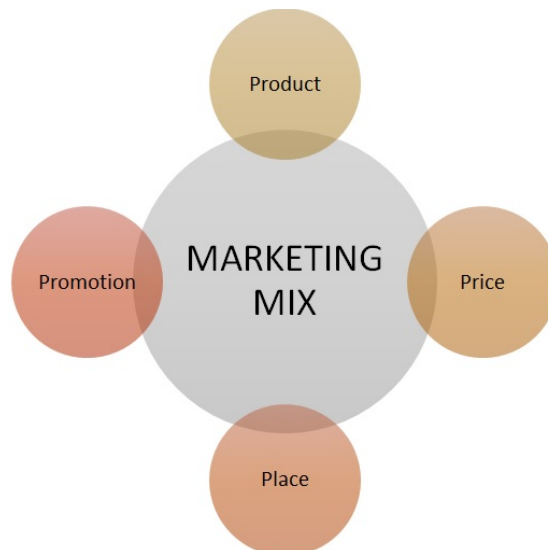 Product
Promotion
MARKETING
MIX
Price
Place